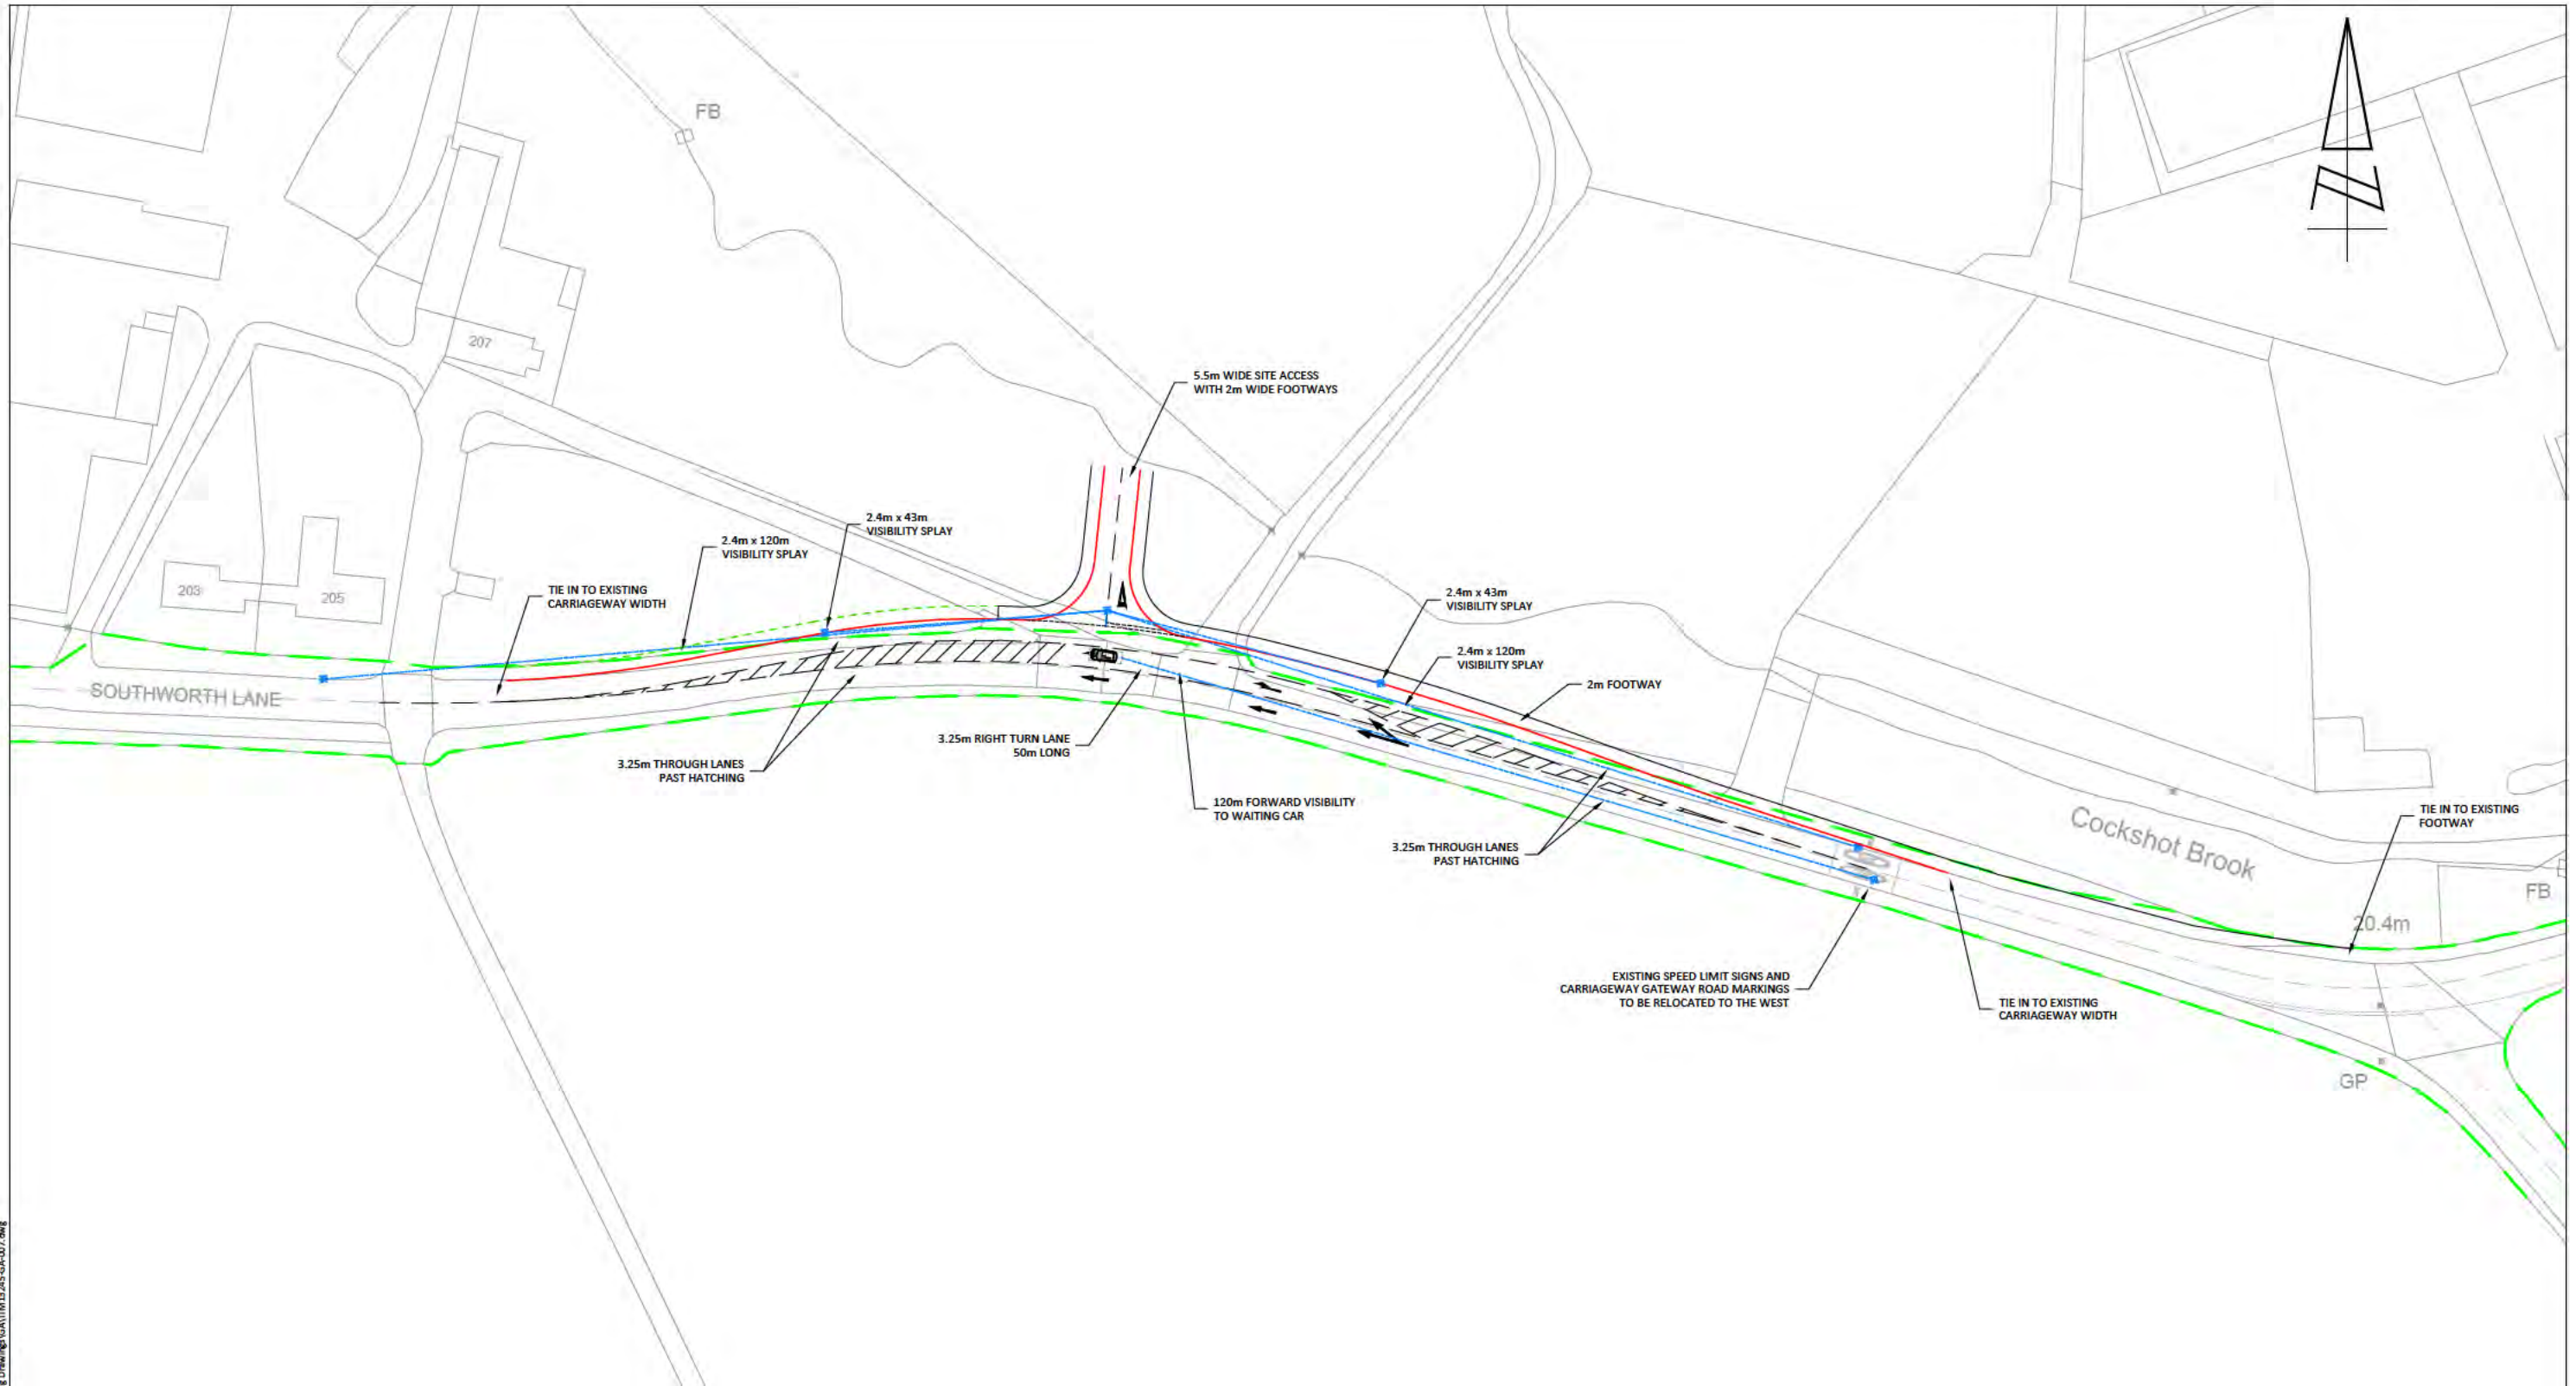 FB
207
5.5m WIDE SITE ACCESS
WITH 2m WIDE FOOTWAYS
2.4m x 43m
VISIBILITY SPLAY
2.4m x 120m
VISIBILITY SPLAY
TIE IN TO EXISTING
CARRIAGEWAY WIDTH
203
205
2.4m x 43m
VISIBILITY SPLAY
2.4m x 120m
VISIBILITY SPLAY
2m FOOTWAY
SOUTHWORTH LANE
3.25m RIGHT TURN LANE
50m LONG
3.25m THROUGH LANES
PAST HATCHING
120m FORWARD VISIBILITY
TO WAITING CAR
3.25m THROUGH LANES
PAST HATCHING
Cockshot Brook
TIE IN TO EXISTING
FOOTWAY
FB
20.4m
EXISTING SPEED LIMIT SIGNS AND
CARRIAGEWAY GATEWAY ROAD MARKINGS
TO BE RELOCATED TO THE WEST
TIE IN TO EXISTING
CARRIAGEWAY WIDTH
GP
N